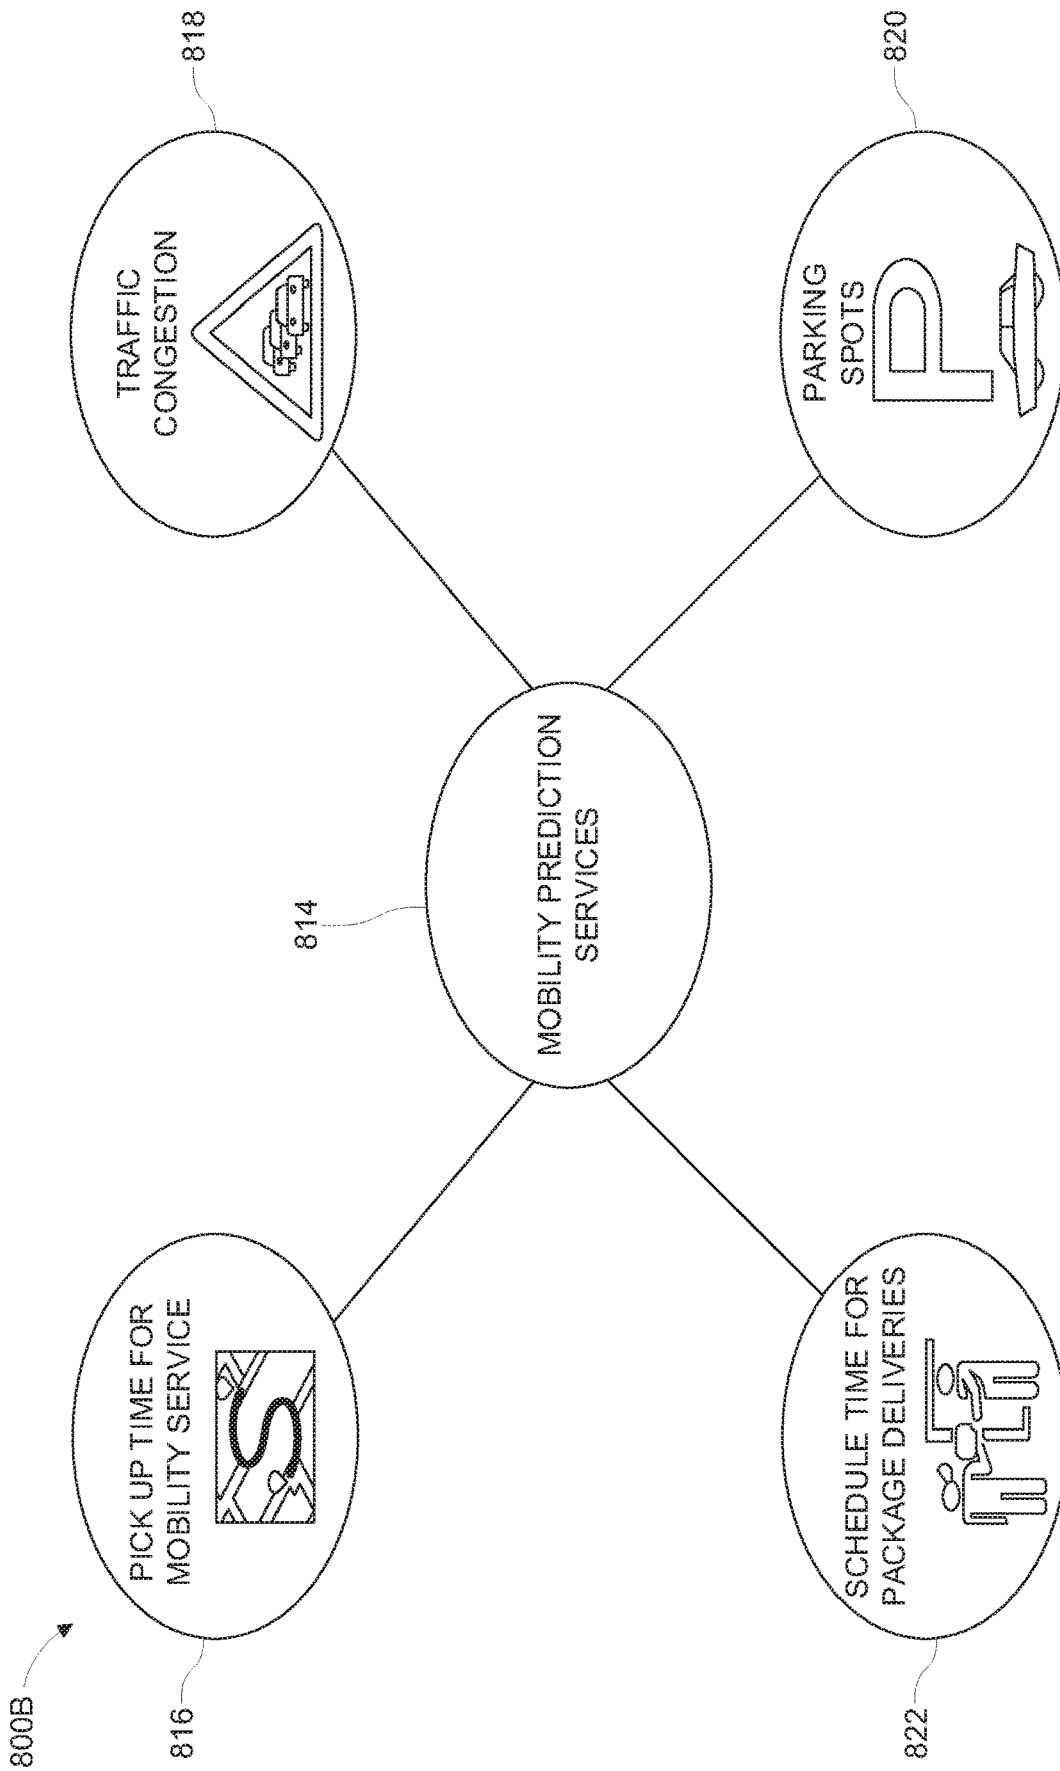 800B
816
PICK UP TIME FOR
MOBILITY SERVICE
818
TRAFFIC
CONGESTION
814
MOBILITY PREDICTION
SERVICES
822
SCHEDULE TIME FOR
PACKAGE DELIVERIES
820
PARKING
SPOTS
P